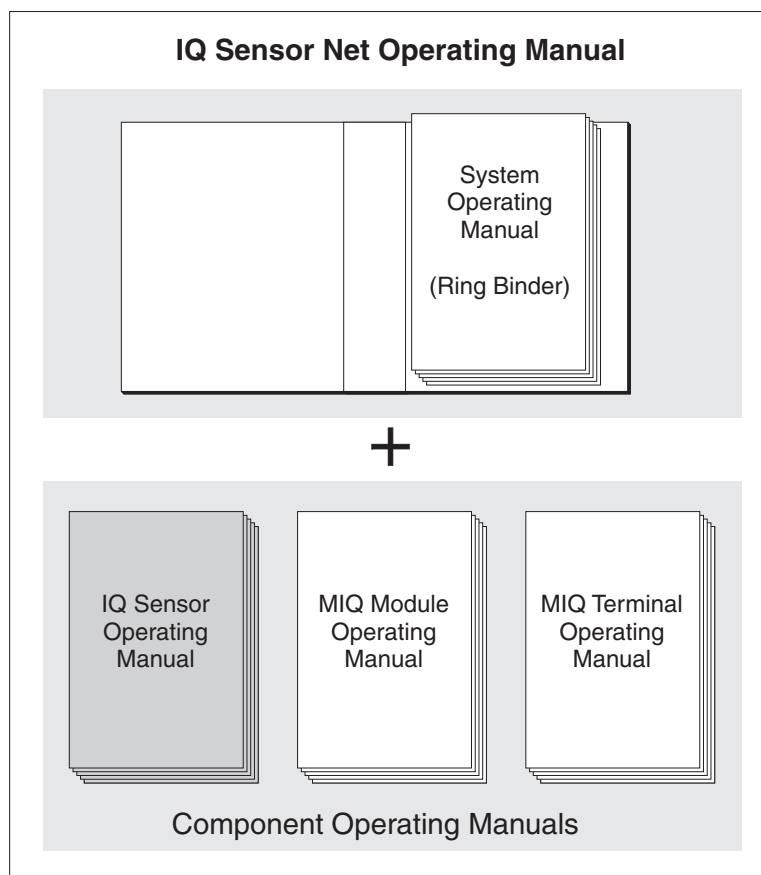 IQ Sensor Net Operating Manual
System
Operating
Manual
(Ring Binder)
+
IQ Sensor
Operating
Manual
MIQ Module
Operating
Manual
MIQ Terminal
Operating
Manual
Component Operating Manuals